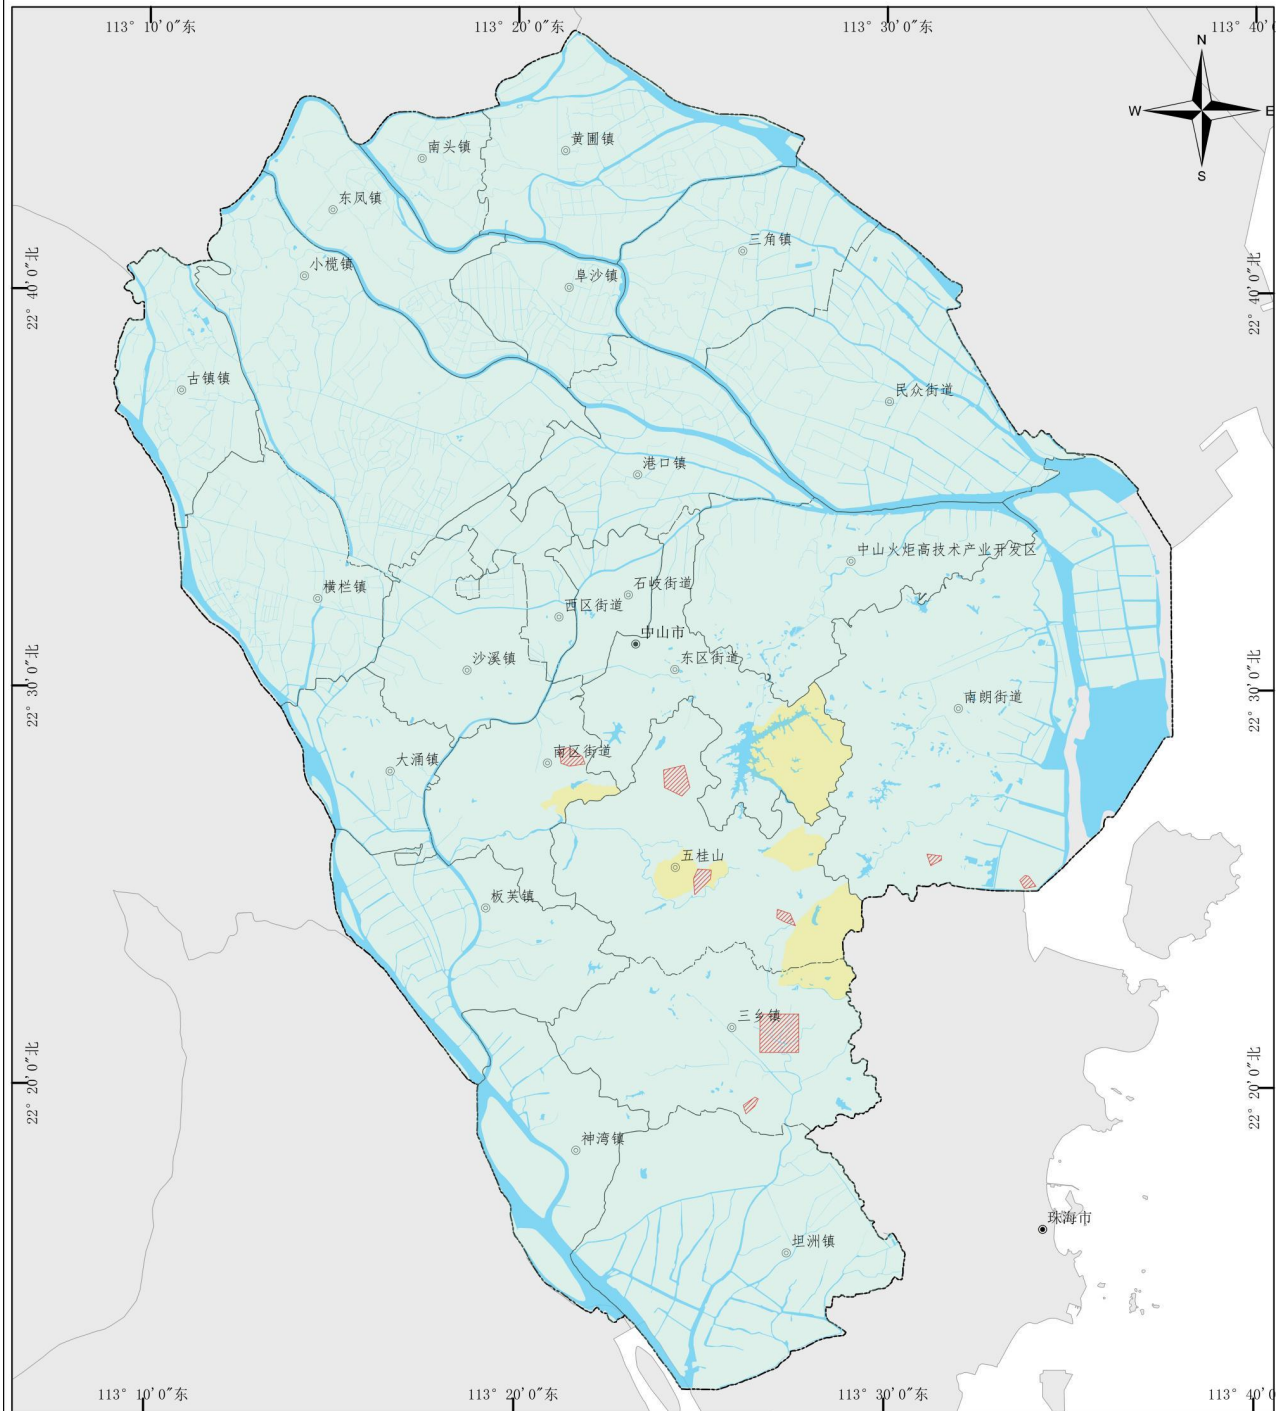 113° 10′0″东
113° 20′0″东
113° 30′0″东
113° 40′0
N
W
E
S
黄圃镇
南头镇
东凤镇
三角镇
22° 40′0″北
小榄镇
阜沙镇
22° 40′0″北
古镇镇
民众街道
港口镇
中山火炬高技术产业开发区
横栏镇
石岐街道
西区街道
中山市
沙溪镇
东区街道
22° 30′0″北
22° 30′0″北
南朗街道
大涌镇
南区街道
五桂山
板芙镇
三乡镇
22° 20′0″北
22° 20′0″北
神湾镇
珠海市
坦洲镇
113° 10′0″东
113° 20′0″东
113° 30′0″东
113° 40′0